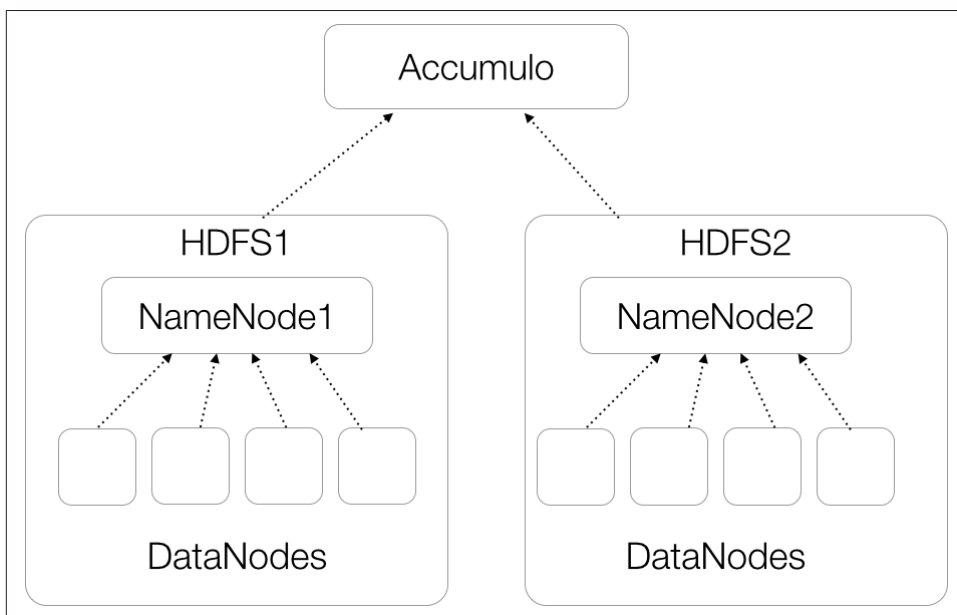 Accumulo
HDFS1
NameNode1
DataNodes
HDFS2
NameNode2
DataNodes